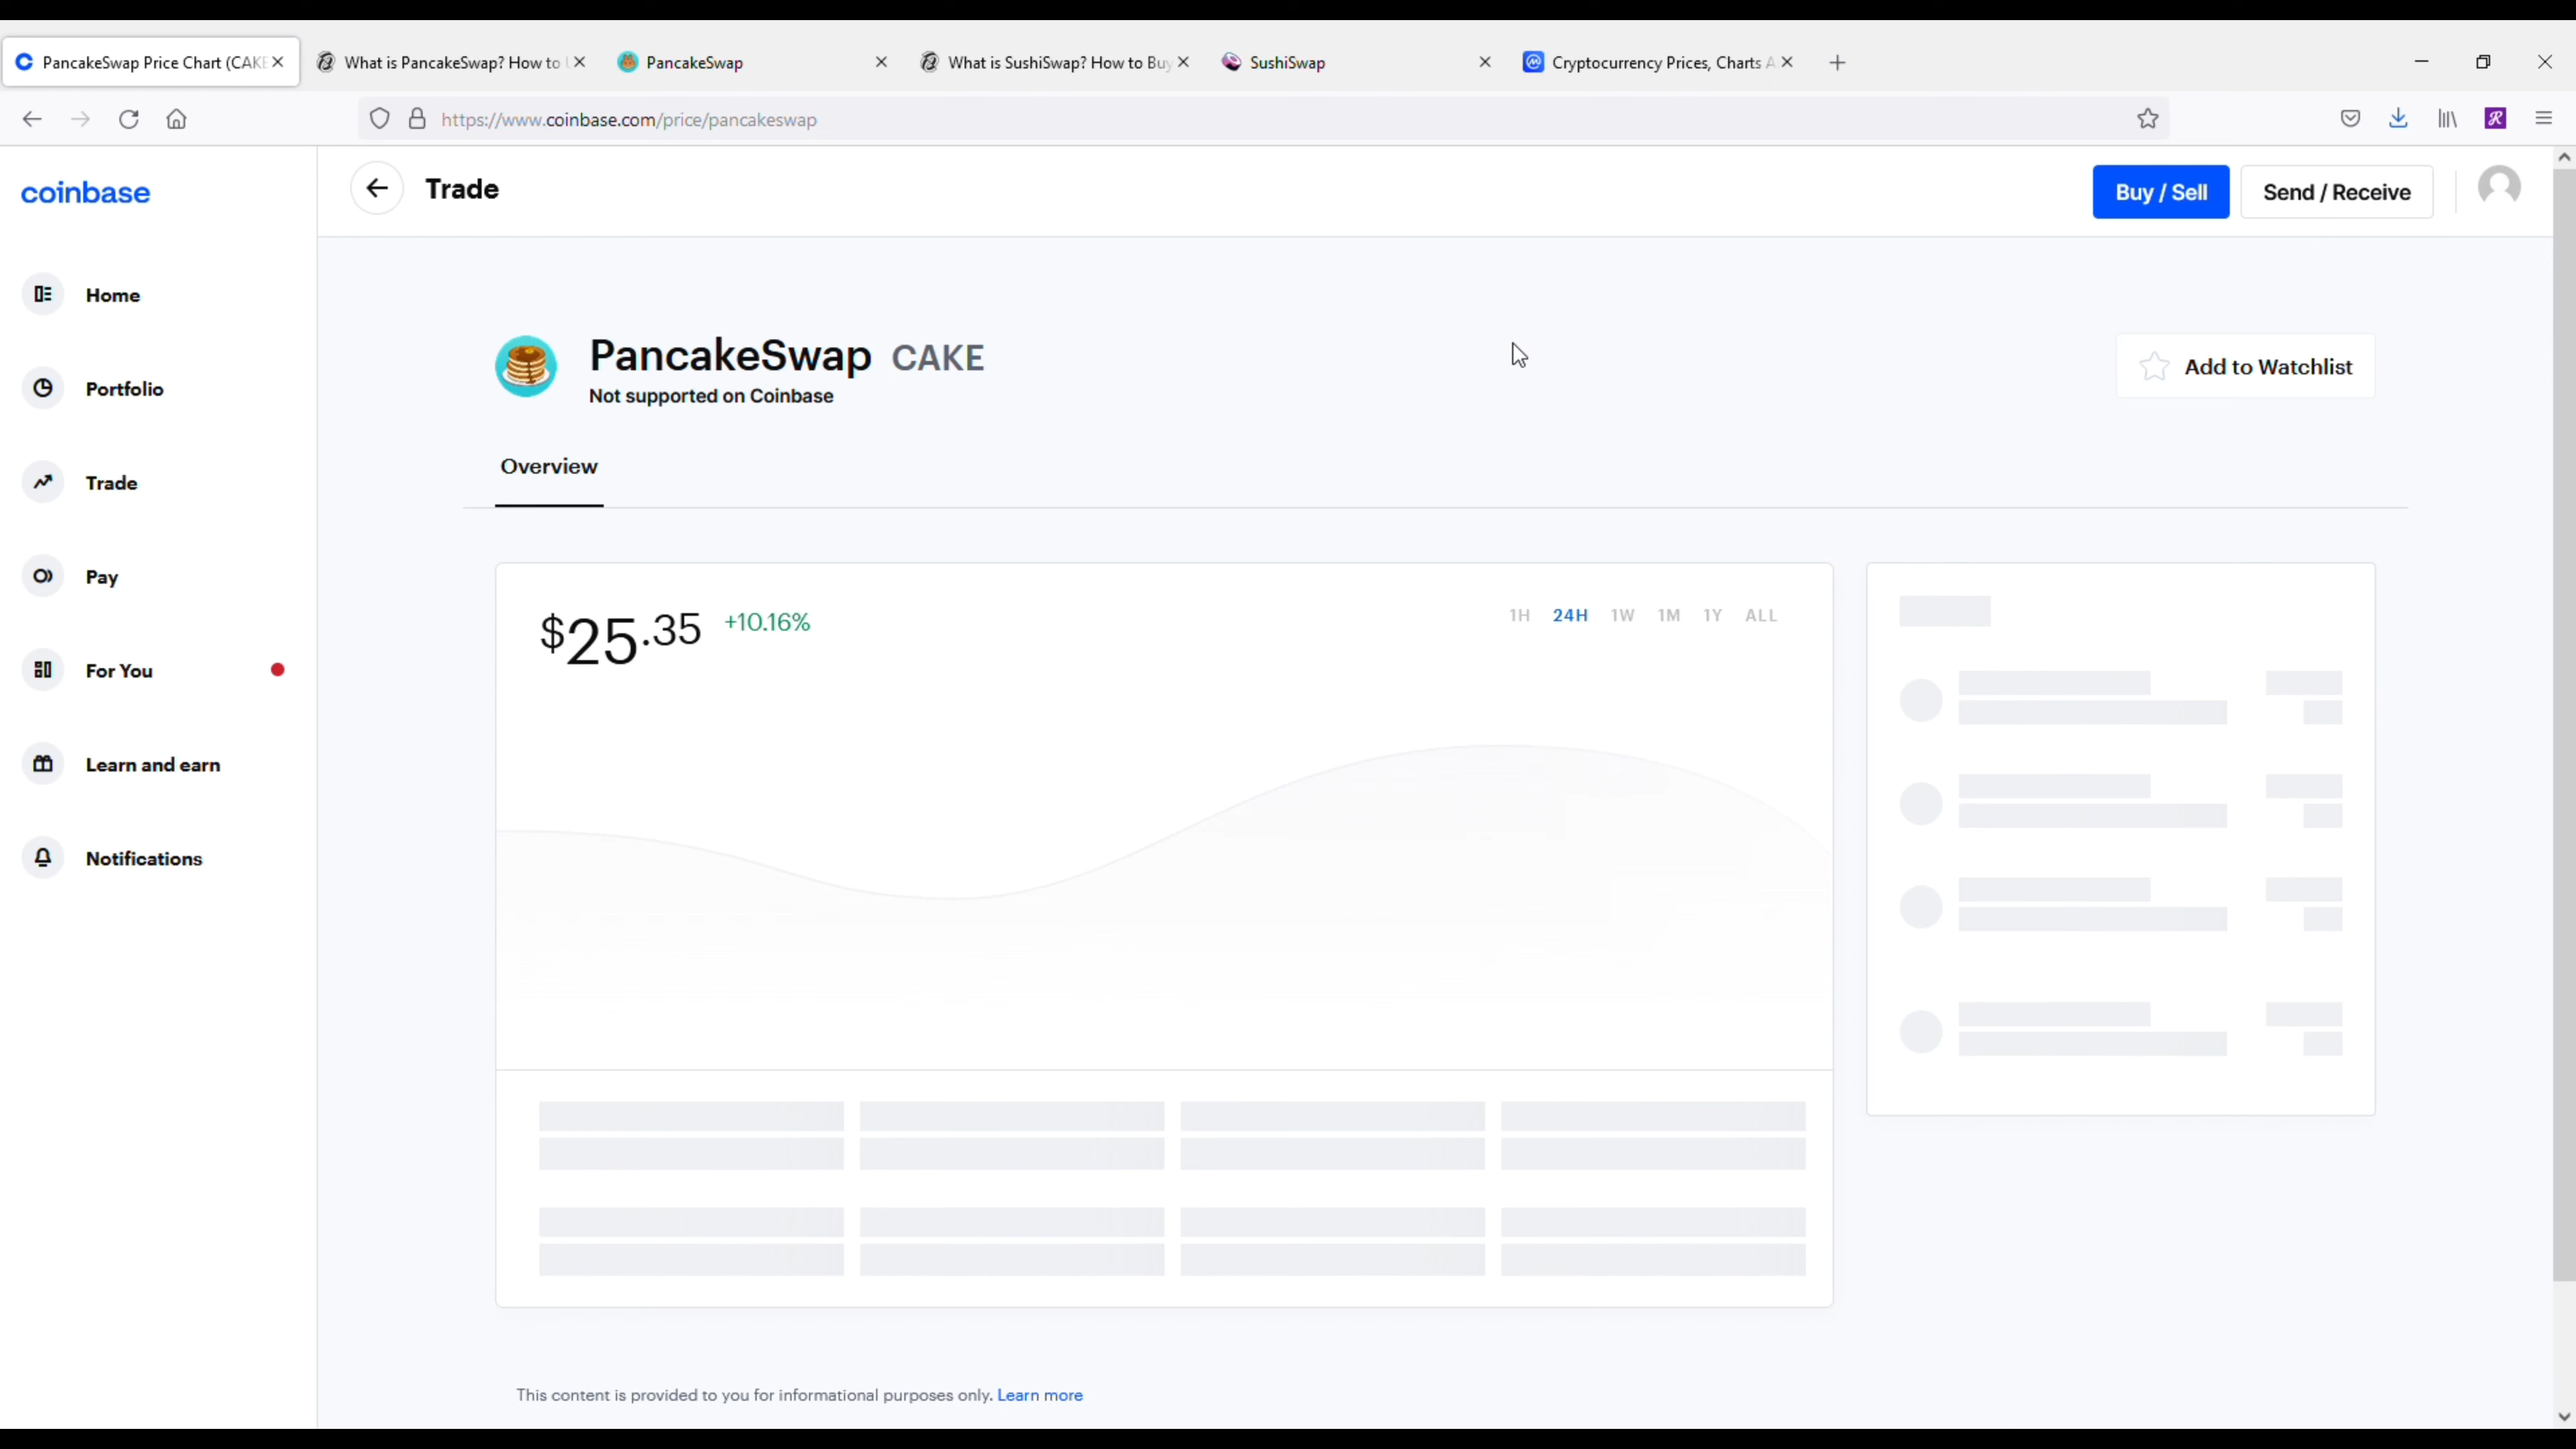 PancakeSwap Price Chart (CAKE
What is PancakeSwap? How to
PancakeSwap
What is SushiSwap? How to Buy
SushiSwap
Cryptocurrency Prices, Charts A
https://www.coinbase.com/price/pancakeswap
coinbase
Trade
Buy / Sell
Send / Receive
Home
Portfolio
Trade
Pay
For You
Learn and earn
Notifications
PancakeSwap CAKE
Not supported on Coinbase
Add to Watchlist
Overview
$25.35 +10.16%
1H 24H 1W 1M 1Y ALL
This content is provided to you for informational purposes only. Learn more